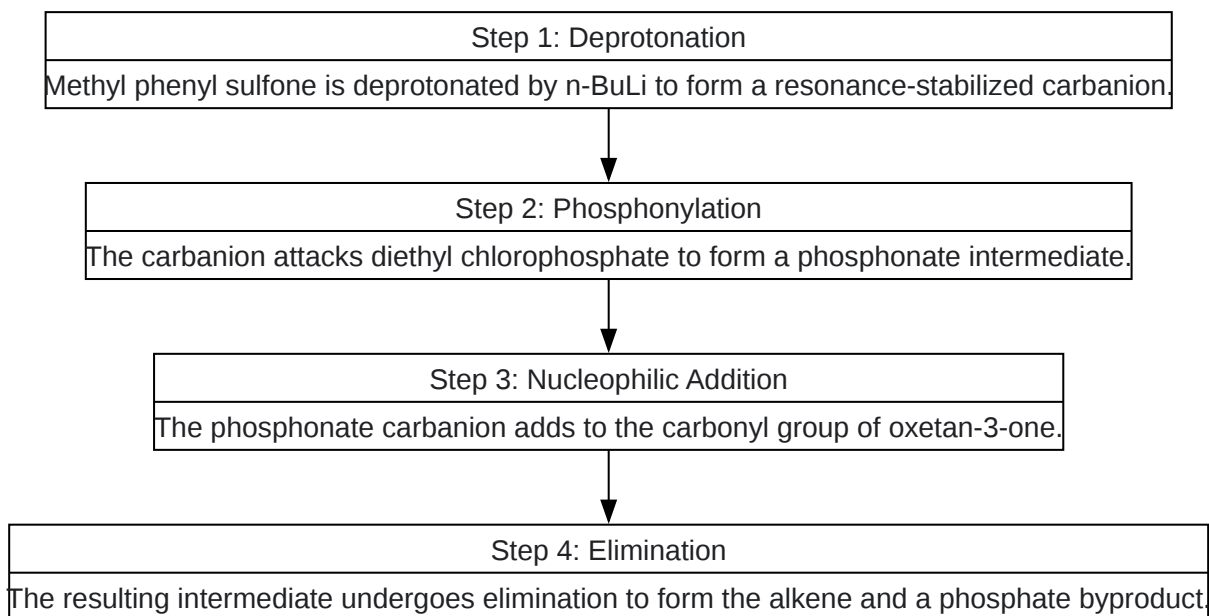 Step 1: Deprotonation
Methyl phenyl sulfone is deprotonated by n-BuLi to form a resonance-stabilized carbanion.
Step 2: Phosphonylation
The carbanion attacks diethyl chlorophosphate to form a phosphonate intermediate.
Step 3: Nucleophilic Addition
The phosphonate carbanion adds to the carbonyl group of oxetan-3-one.
Step 4: Elimination
The resulting intermediate undergoes elimination to form the alkene and a phosphate byproduct.